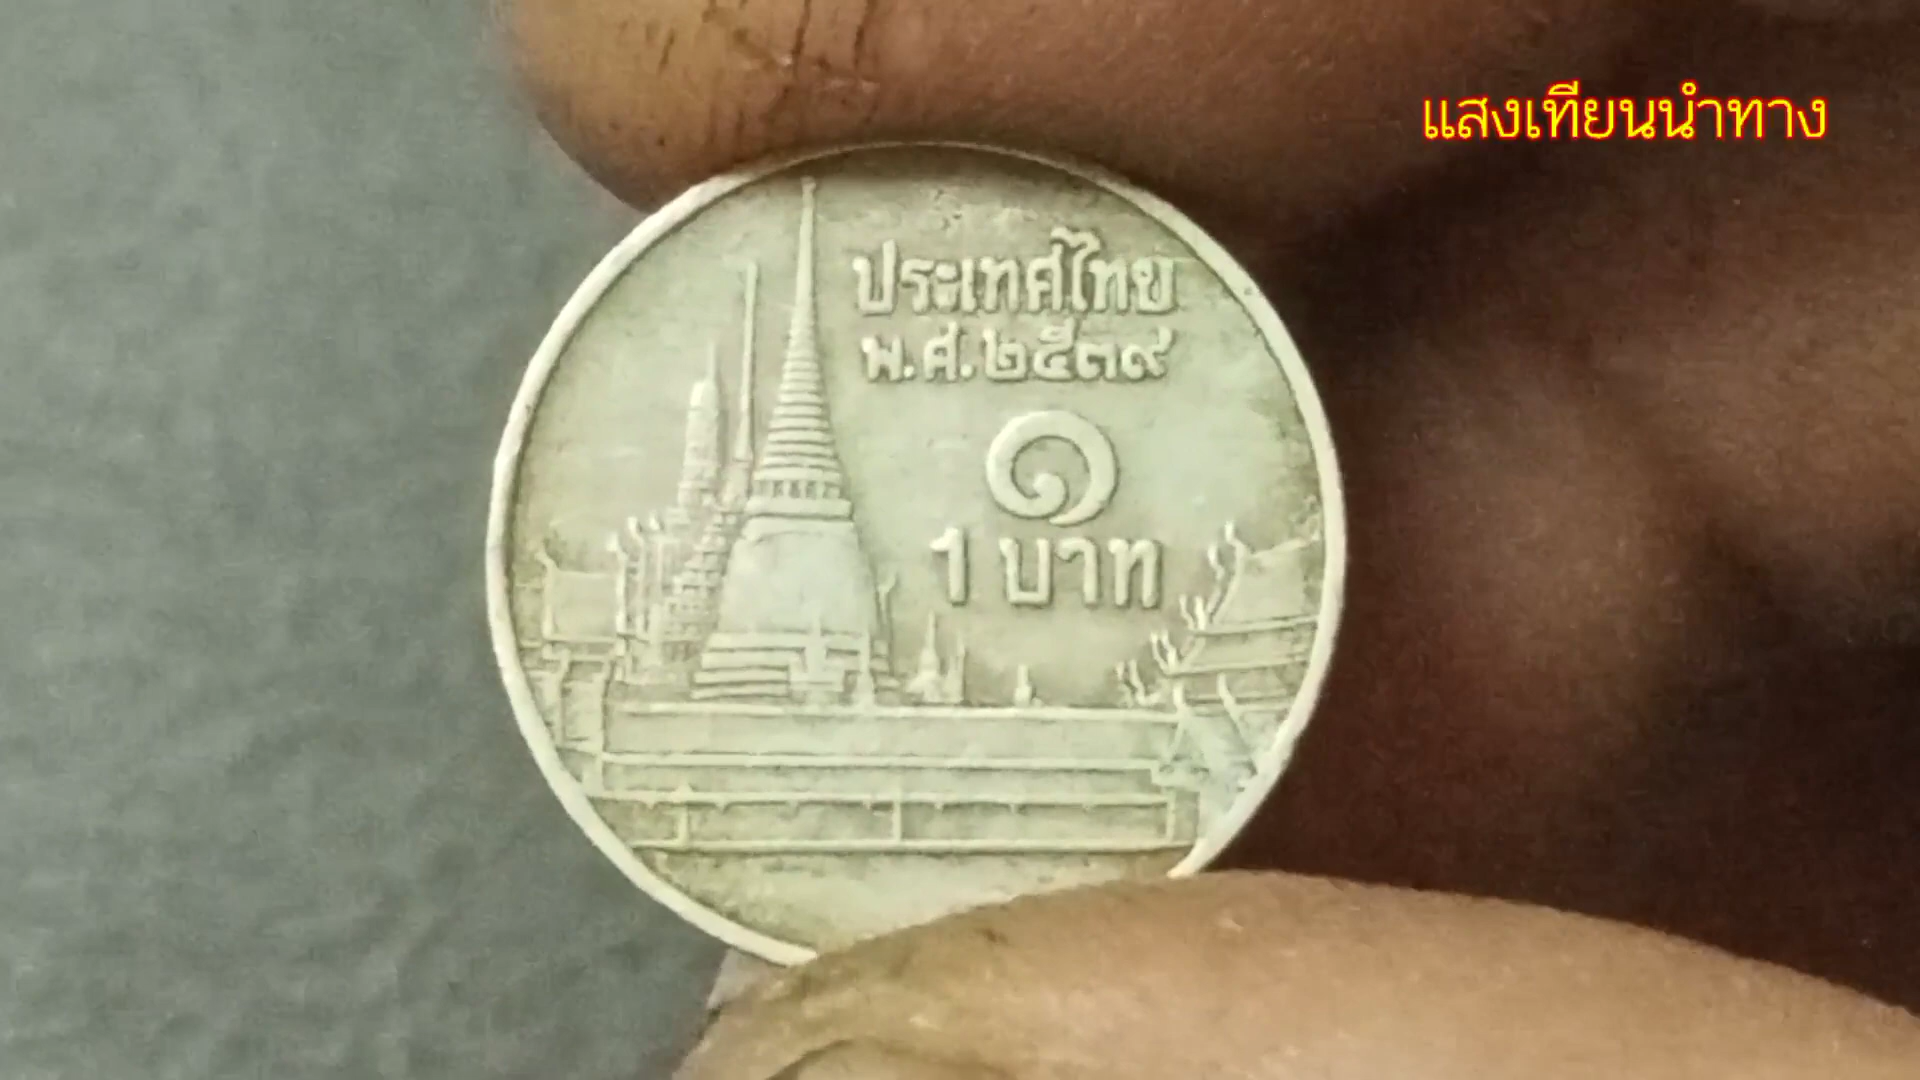 แสงเทียนนำทาง
ประเทศไทย
พ.ศ.๒๕๓๙
๑
1 บาท